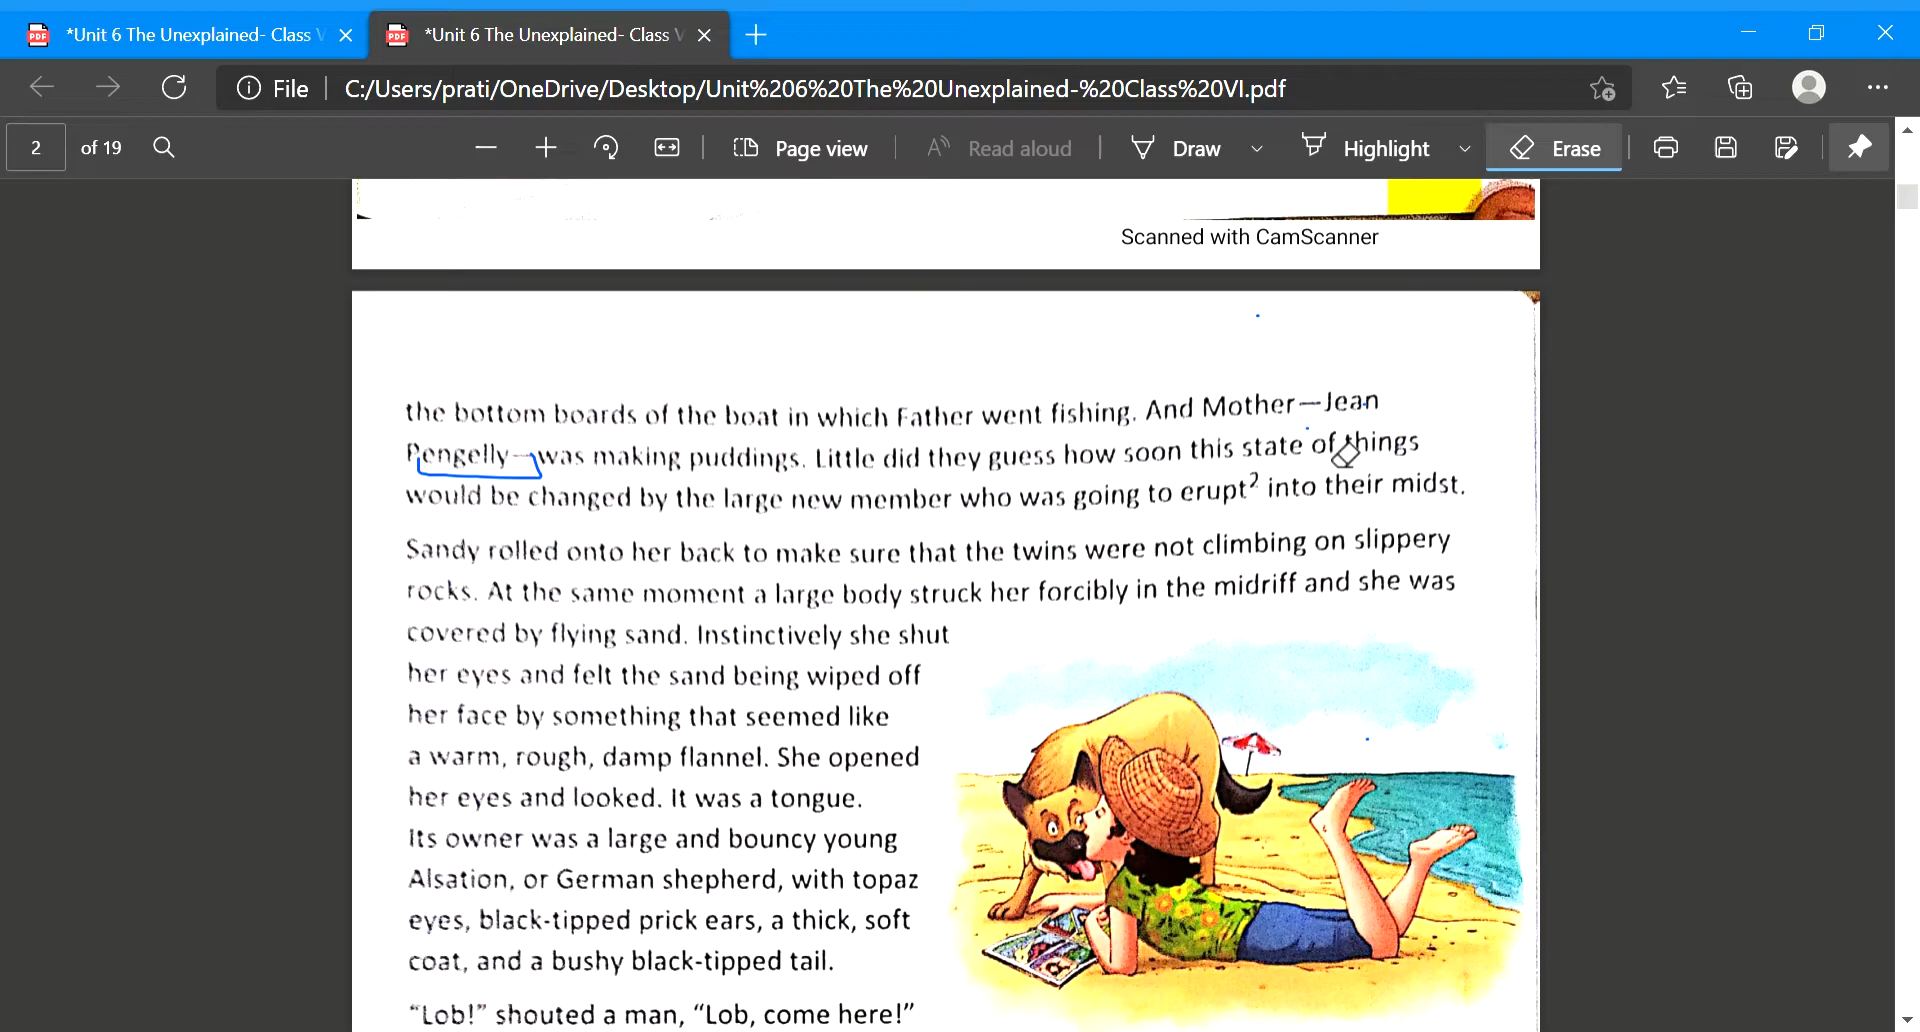 *Unit 6 The Unexplained- Class V
*Unit 6 The Unexplained- Class V
File
C:/Users/prati/OneDrive/Desktop/Unit%206%20The%20Unexplained-%20Class%20VI.pdf
2 of 19
Page view
Read aloud
Draw
Highlight
Erase
Scanned with CamScanner
the bottom boards of the boat in which Father went fishing. And Mother—Jean
Pengelly—was making puddings. Little did they guess how soon this state of things
would be changed by the large new member who was going to erupt² into their midst.
Sandy rolled onto her back to make sure that the twins were not climbing on slippery
rocks. At the same moment a large body struck her forcibly in the midriff and she was
covered by flying sand. Instinctively she shut
her eyes and felt the sand being wiped off
her face by something that seemed like
a warm, rough, damp flannel. She opened
her eyes and looked. It was a tongue.
Its owner was a large and bouncy young
Alsation, or German shepherd, with topaz
eyes, black-tipped prick ears, a thick, soft
coat, and a bushy black-tipped tail.
“Lob!” shouted a man, “Lob, come here!”